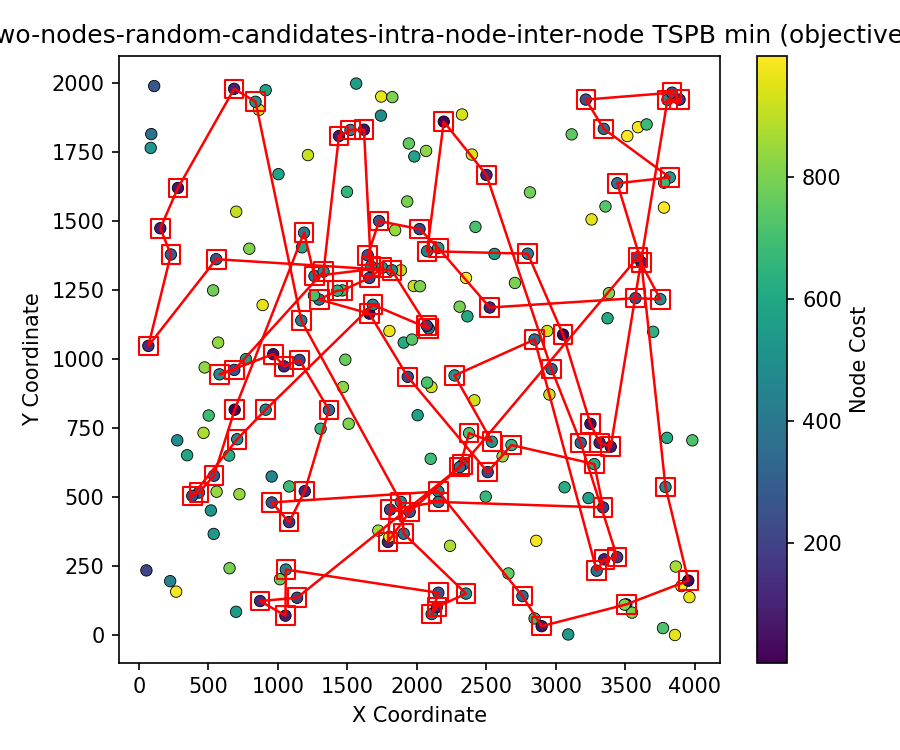 wo-nodes-random-candidates-intra-node-inter-node TSPB min (objective
2000
1750
1500
1250
1000
750
500
250
0
Y Coordinate
0 500 1000 1500 2000 2500 3000 3500 4000
X Coordinate
800
600
400
200
Node Cost